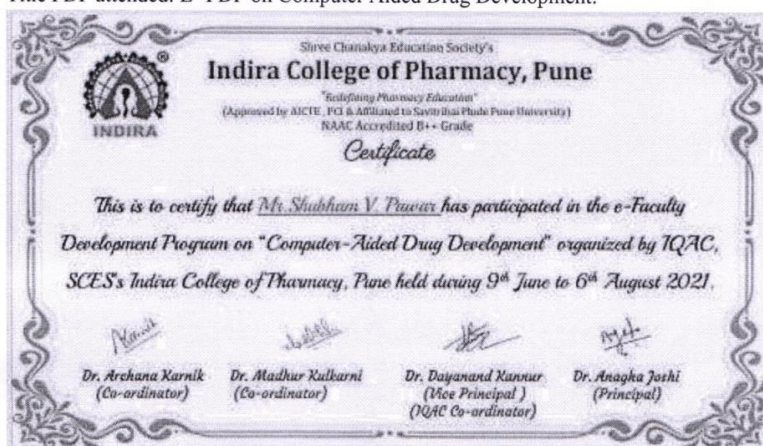 Title FDP attended: E- FDP on Computer Aided Drug Development.
Shree Chanakya Education Society's
Indira College of Pharmacy, Pune
"Redefining Pharmacy Education"
(Approved by AICTE , PCI & Affiliated to Savitribai Phule Pune University)
NAAC Accredited B++ Grade
INDIRA
®
Certificate
This is to certify that Mr. Shubham V. Pawar has participated in the e-Faculty
Development Program on "Computer-Aided Drug Development" organized by IQAC,
SCES's Indira College of Pharmacy, Pune held during 9th June to 6th August 2021.
Dr. Archana Karnik
(Co-ordinator)
Dr. Madhur Kulkarni
(Co-ordinator)
Dr. Dayanand Kannur
(Vice Principal )
(IQAC Co-ordinator)
Dr. Anagha Joshi
(Principal)